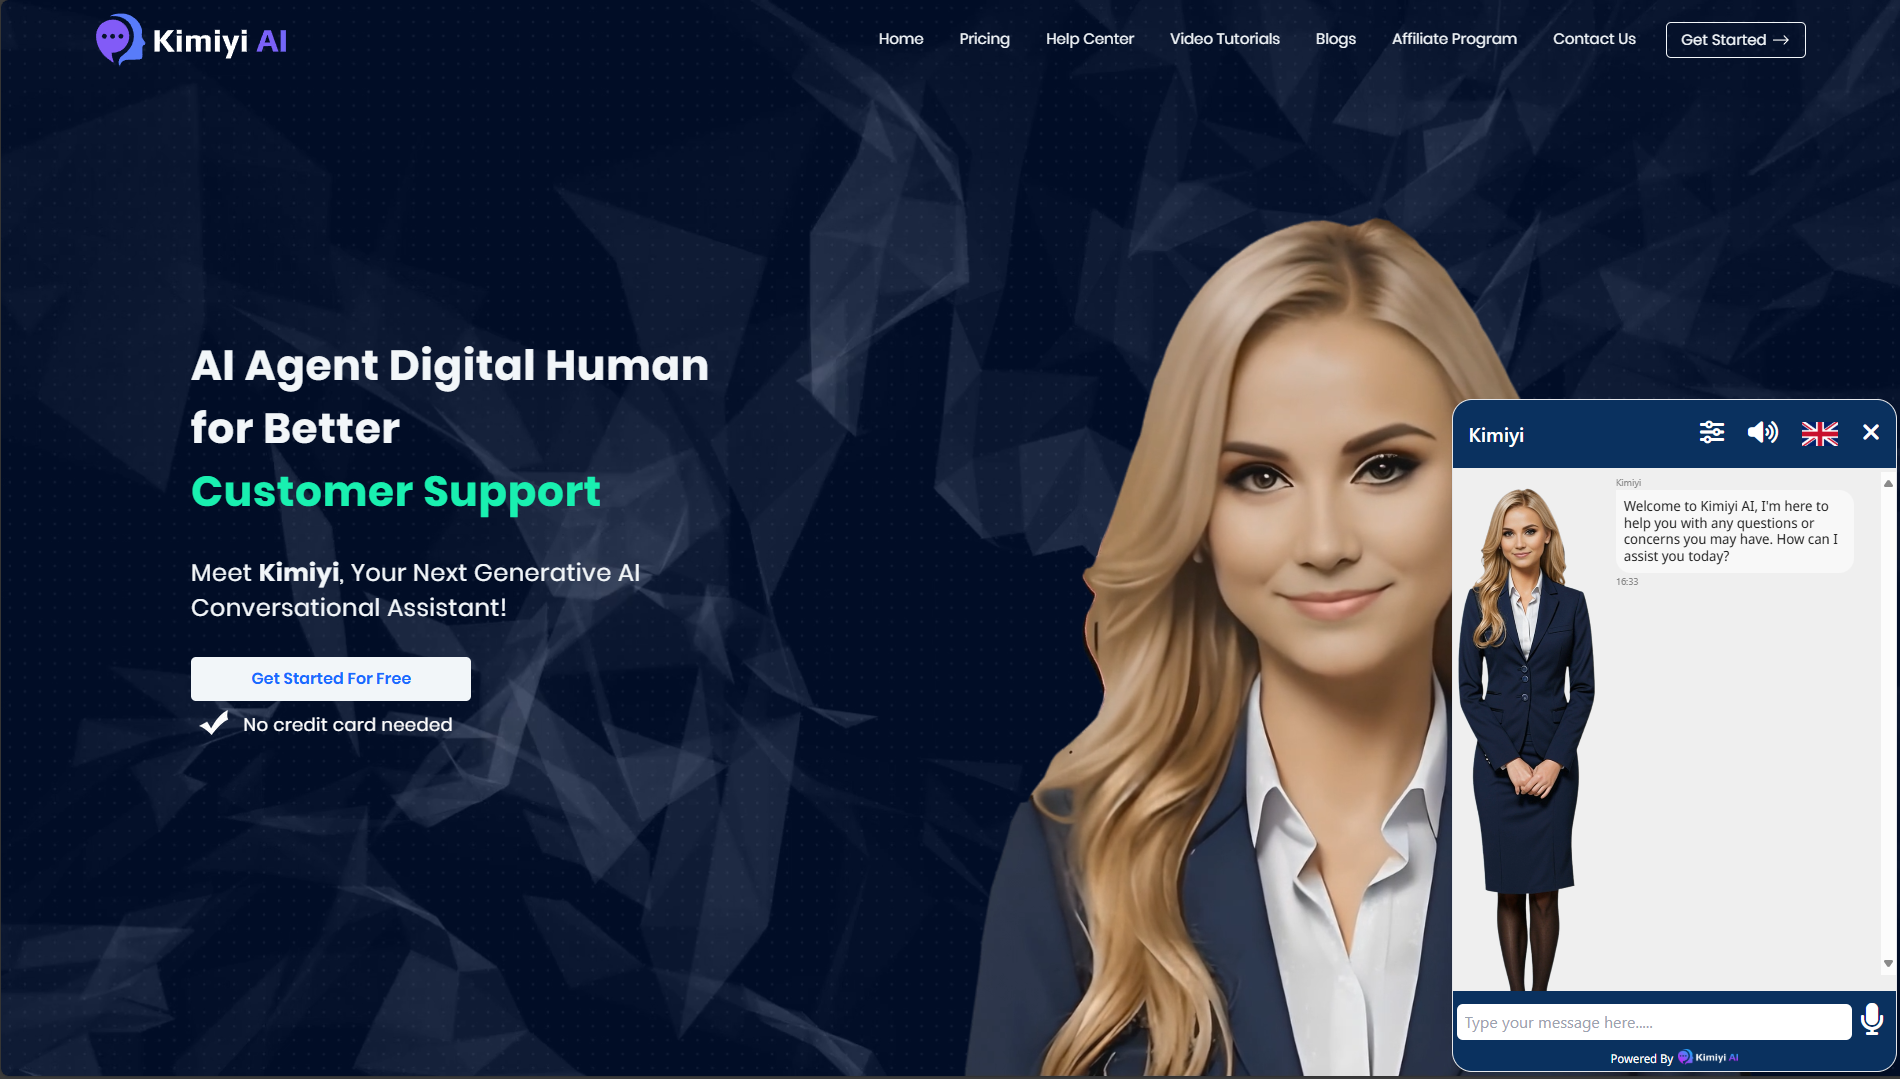 Kimiyi AI
Home
Pricing
Help Center
Video Tutorials
Blogs
Affiliate Program
Contact Us
Get Started →
AI Agent Digital Human
for Better
Customer Support
Meet Kimiyi, Your Next Generative AI
Conversational Assistant!
Get Started For Free
No credit card needed
Kimiyi
Kimiyi
Welcome to Kimiyi AI, I'm here to
help you with any questions or
concerns you may have. How can I
assist you today?
16:33
Type your message here.....
Powered By Kimiyi AI